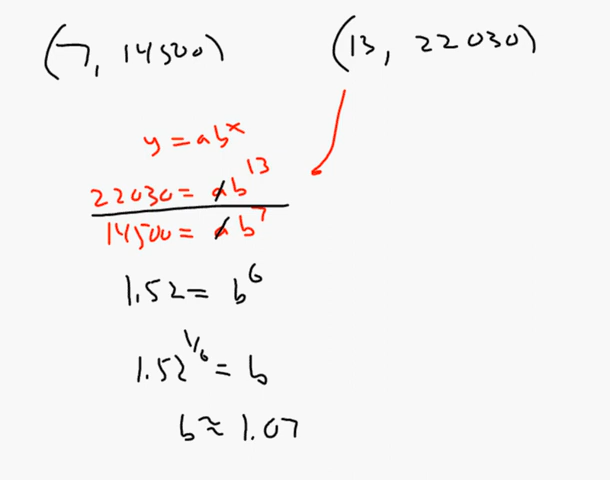 (7, 14500) (13, 22030)
y = ab^x
22030 = ab^13
14500 = ab^7
1.52 = b^6
1.52^1/6 = b
b ≈ 1.07